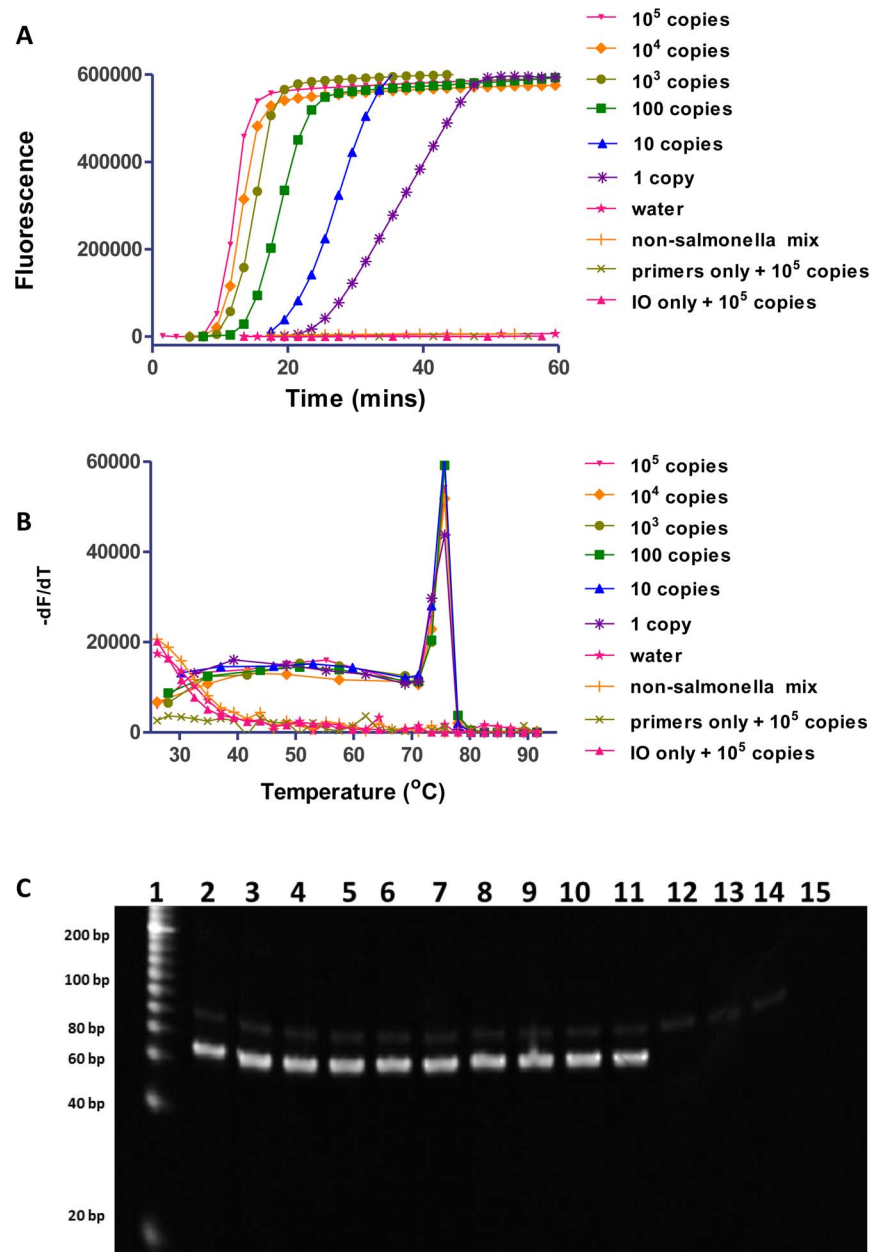 A
600000
400000
200000
0
Fluorescence
0 20 40 60
Time (mins)
10⁵ copies
10⁴ copies
10³ copies
100 copies
10 copies
1 copy
water
non-salmonella mix
primers only + 10⁵ copies
IO only + 10⁵ copies
B
60000
40000
20000
0
-dF/dT
30 40 50 60 70 80 90
Temperature (°C)
10⁵ copies
10⁴ copies
10³ copies
100 copies
10 copies
1 copy
water
non-salmonella mix
primers only + 10⁵ copies
IO only + 10⁵ copies
C
1 2 3 4 5 6 7 8 9 10 11 12 13 14 15
200 bp
100 bp
80 bp
60 bp
40 bp
20 bp